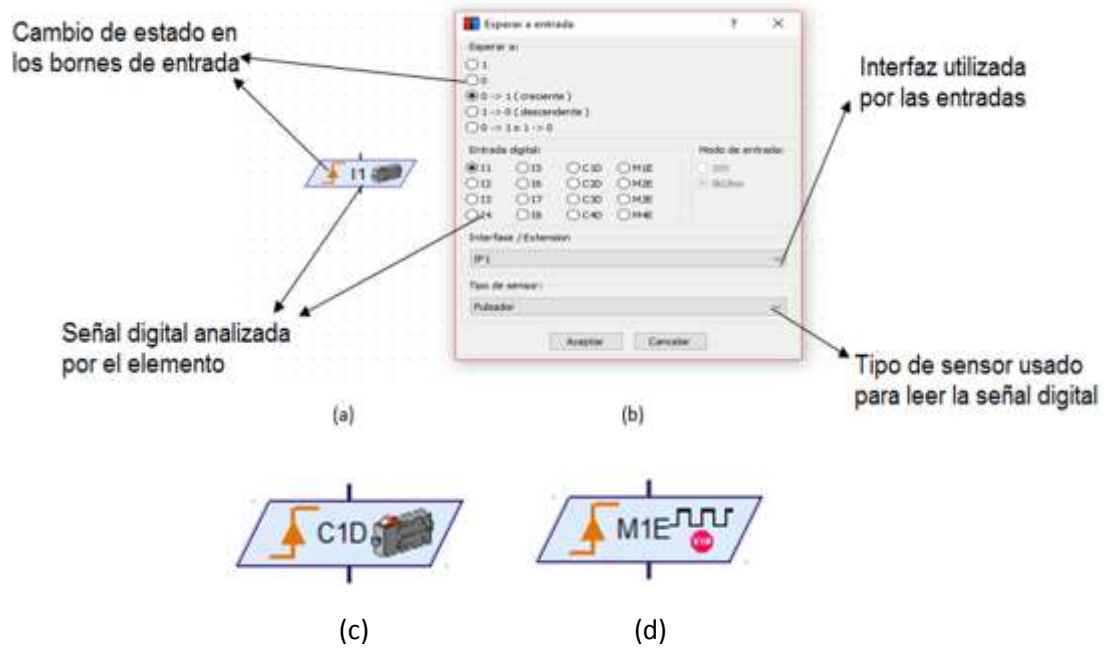 Cambio de estado en
los bornes de entrada
I1
Señal digital analizada
por el elemento
(a)
Esperar a entrada ? ×
Esperar a:
1
0
0 -> 1 ( creciente )
1 -> 0 ( descendente )
0 -> 1 o 1 -> 0
Entrada digital: Modo de entrada:
I1 I5 C1D M1E
I2 I6 C2D M2E
I3 I7 C3D M3E
I4 I8 C4D M4E
Interfase / Extension
IF1
Tipo de sensor:
Pulsador
Aceptar Cancelar
(b)
Interfaz utilizada
por las entradas
Tipo de sensor usado
para leer la señal digital
C1D
M1E
(c)
(d)